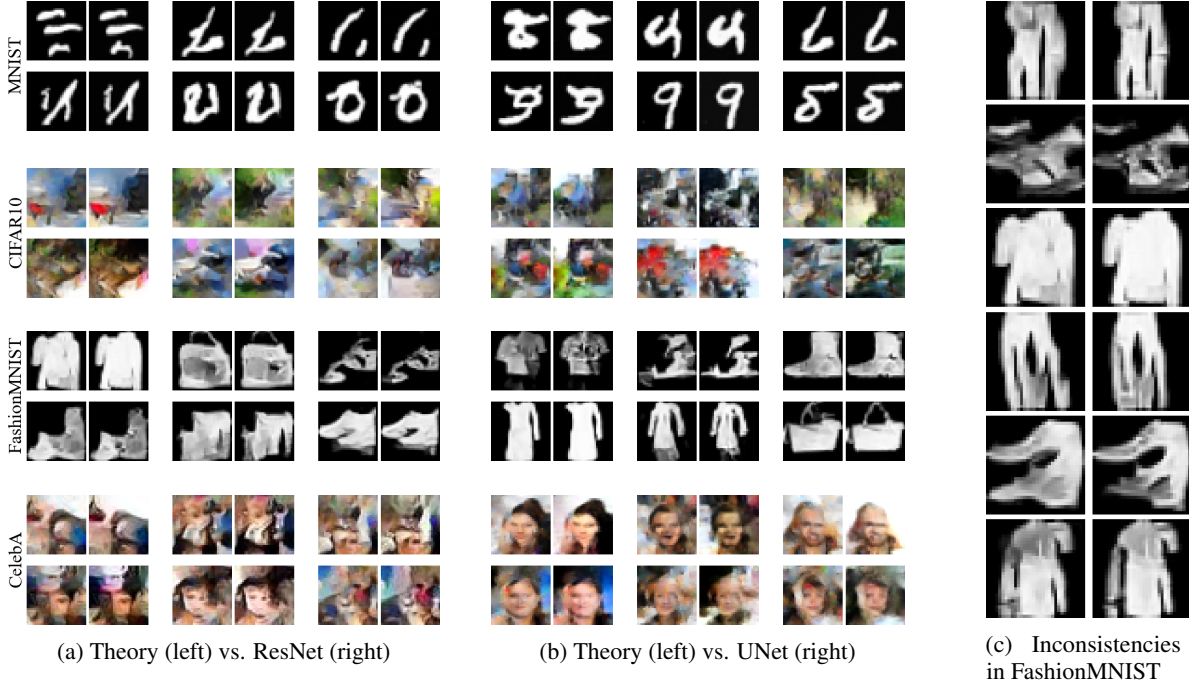 MNIST
CIFAR10
FashionMNIST
CelebA
(a) Theory (left) vs. ResNet (right)
(b) Theory (left) vs. UNet (right)
(c) Inconsistencies
in FashionMNIST